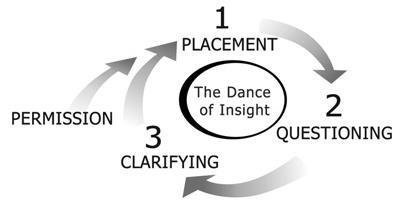 1
PLACEMENT
The Dance
of Insight
2
QUESTIONING
PERMISSION
3
CLARIFYING